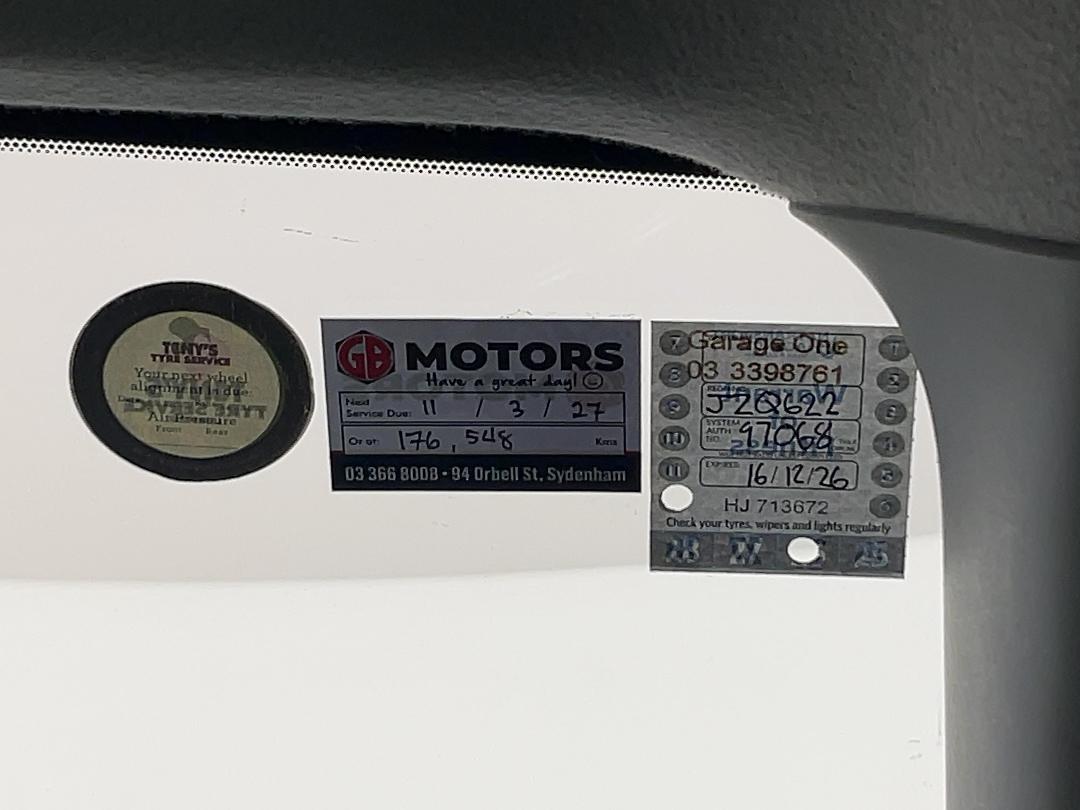 TONY'S
TYRE SERVICE
Your next wheel
alignment is due:
Air Pressure
Front Rear
GB MOTORS
Have a great day!
Next
Service Due: 11 / 3 / 27
Or at: 176,548 Kms
03 366 8008 • 94 Orbell St, Sydenham
Garage One
03 3398761
JZQ622
SYSTEM
AUTH
NO. 97068
EXPIRES 16/12/26
HJ 713672
Check your tyres, wipers and lights regularly